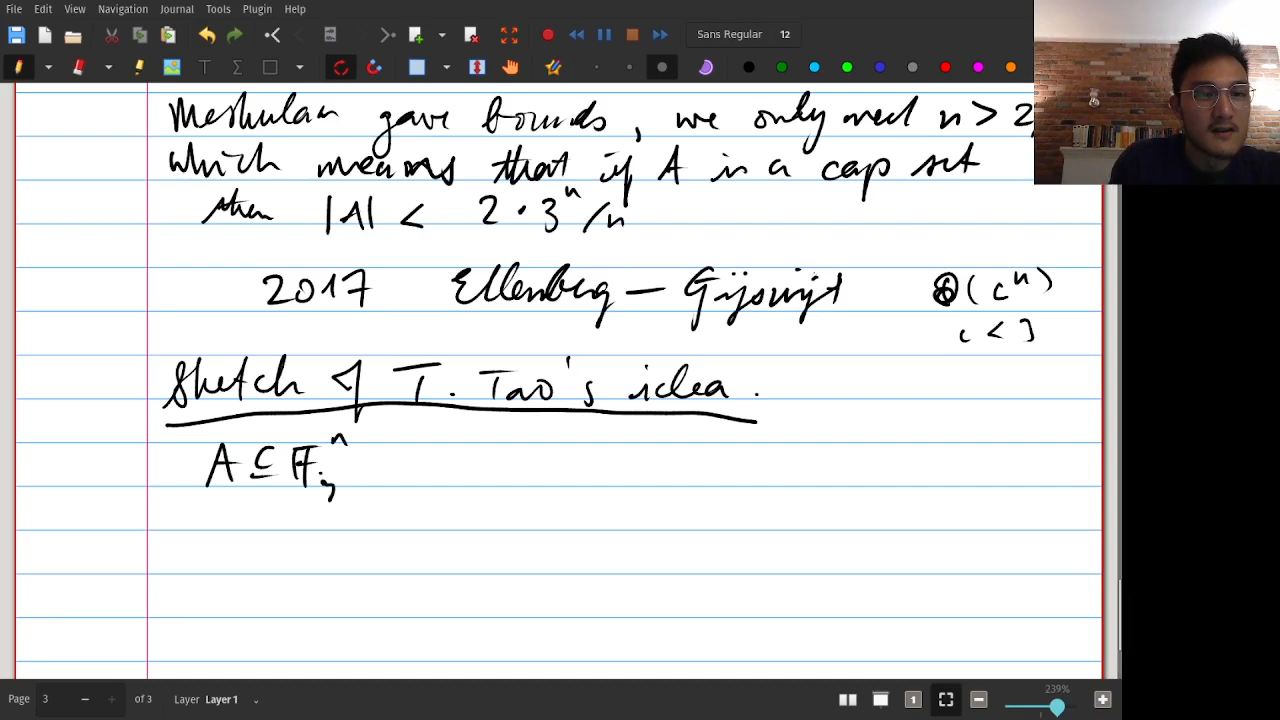 File Edit View Navigation Journal Tools Plugin Help
Sans Regular 12
Meshulam gave bounds, we only need n > 2,
which means that if A is a cap set
then |A| < 2 · 3^n / n
2017 Ellenberg — Gijswijt O(c^n)
c < 3
Sketch of T. Tao's idea.
A ⊆ F_3^n
Page 3 of 3 Layer Layer 1 239%